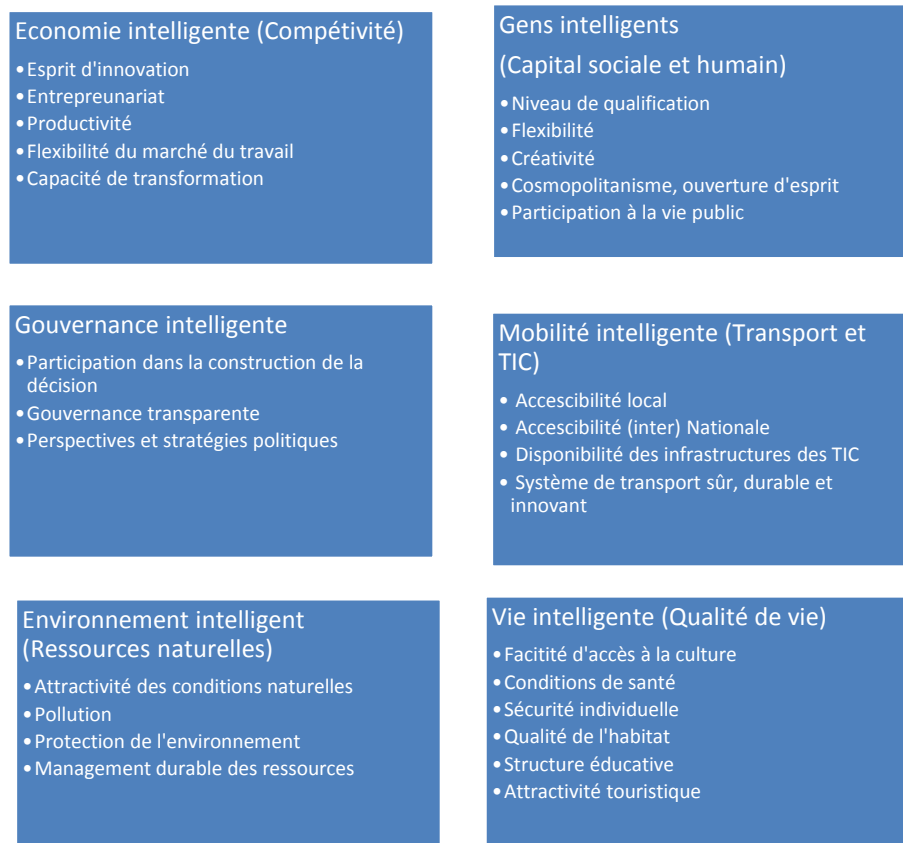 Economie intelligente (Compétivité)
•Esprit d'innovation
•Entrepreunariat
•Productivité
•Flexibilité du marché du travail
•Capacité de transformation
Gens intelligents
(Capital sociale et humain)
•Niveau de qualification
•Flexibilité
•Créativité
•Cosmopolitanisme, ouverture d'esprit
•Participation à la vie public
Gouvernance intelligente
•Participation dans la construction de la
décision
•Gouvernance transparente
•Perspectives et stratégies politiques
Mobilité intelligente (Transport et
TIC)
• Accescibilité local
• Accescibilité (inter) Nationale
• Disponibilité des infrastructures des TIC
• Système de transport sûr, durable et
innovant
Environnement intelligent
(Ressources naturelles)
•Attractivité des conditions naturelles
•Pollution
•Protection de l'environnement
•Management durable des ressources
Vie intelligente (Qualité de vie)
•Facitité d'accès à la culture
•Conditions de santé
•Sécurité individuelle
•Qualité de l'habitat
•Structure éducative
•Attractivité touristique